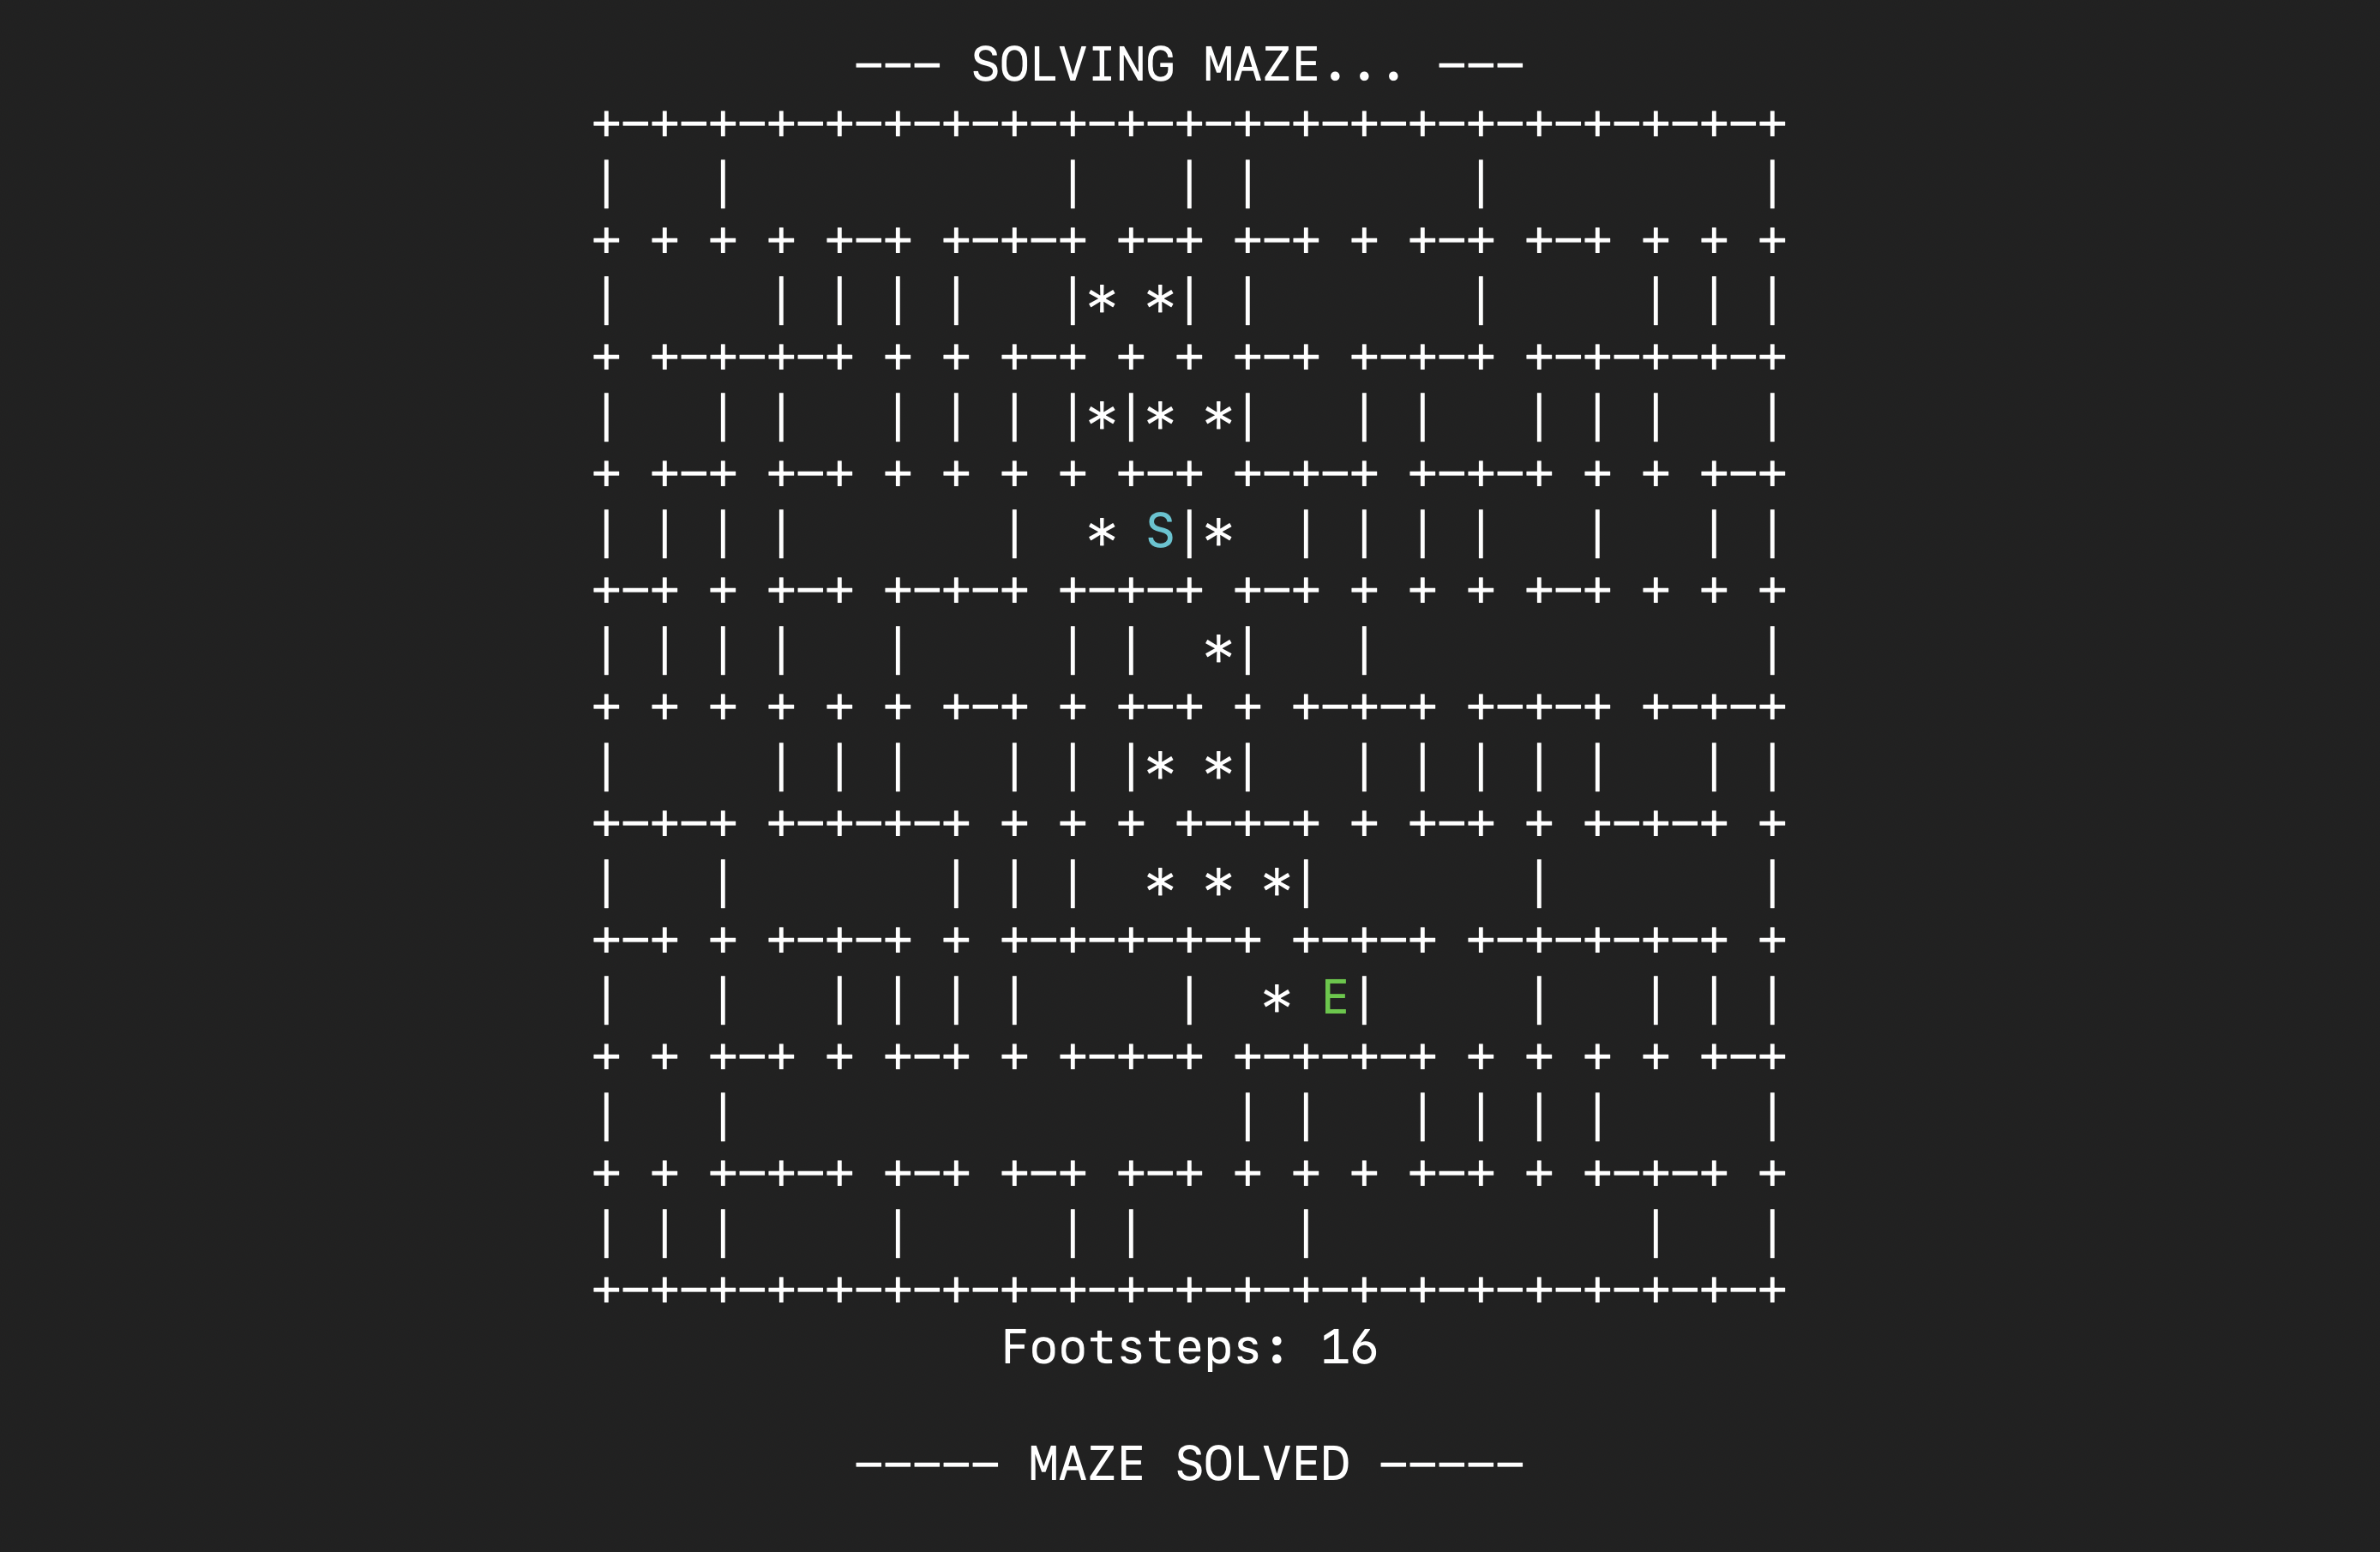 --- SOLVING MAZE... ---
+-+-+-+-+-+-+-+-+-+-+-+-+-+-+-+-+-+-+-+-+
|   |           |   | |       |         |
+ + + + +-+ +-+-+ +-+ +-+ + +-+ +-+ + + +
|     | | | |   |* *| |       |     | | |
+ +-+-+-+ + + +-+ + + +-+ +-+-+ +-+-+-+-+
|   | |   | | | |*|* *|   | |   | | |   |
+ +-+ +-+ + + + + +-+ +-+-+ +-+-+ + + +-+
| | | |       |  * S|*  | | | |   |   | |
+-+ + +-+ +-+-+ +-+-+ +-+ + + + +-+ + + +
| | | |   |     | |  *|   |             |
+ + + + + + +-+ + +-+ + +-+-+ +-+-+ +-+-+
|     | | |   | | |* *|   | | | | |   | |
+-+-+ +-+-+-+ + + + +-+-+ + +-+ + +-+-+ +
|   |       | | |  * * *|       |       |
+-+ + +-+-+ + +-+-+-+-+ +-+-+ +-+-+-+-+ +
|   |   | | | |     |  * E|     |   | | |
+ + +-+ + +-+ + +-+-+ +-+-+-+ + + + + +-+
|   |                 | |   | | | |     |
+ + +-+-+ +-+ +-+ +-+ + + + +-+ + +-+-+ +
| | |     |     | |     |           |   |
+-+-+-+-+-+-+-+-+-+-+-+-+-+-+-+-+-+-+-+-+
Footsteps: 16
----- MAZE SOLVED -----